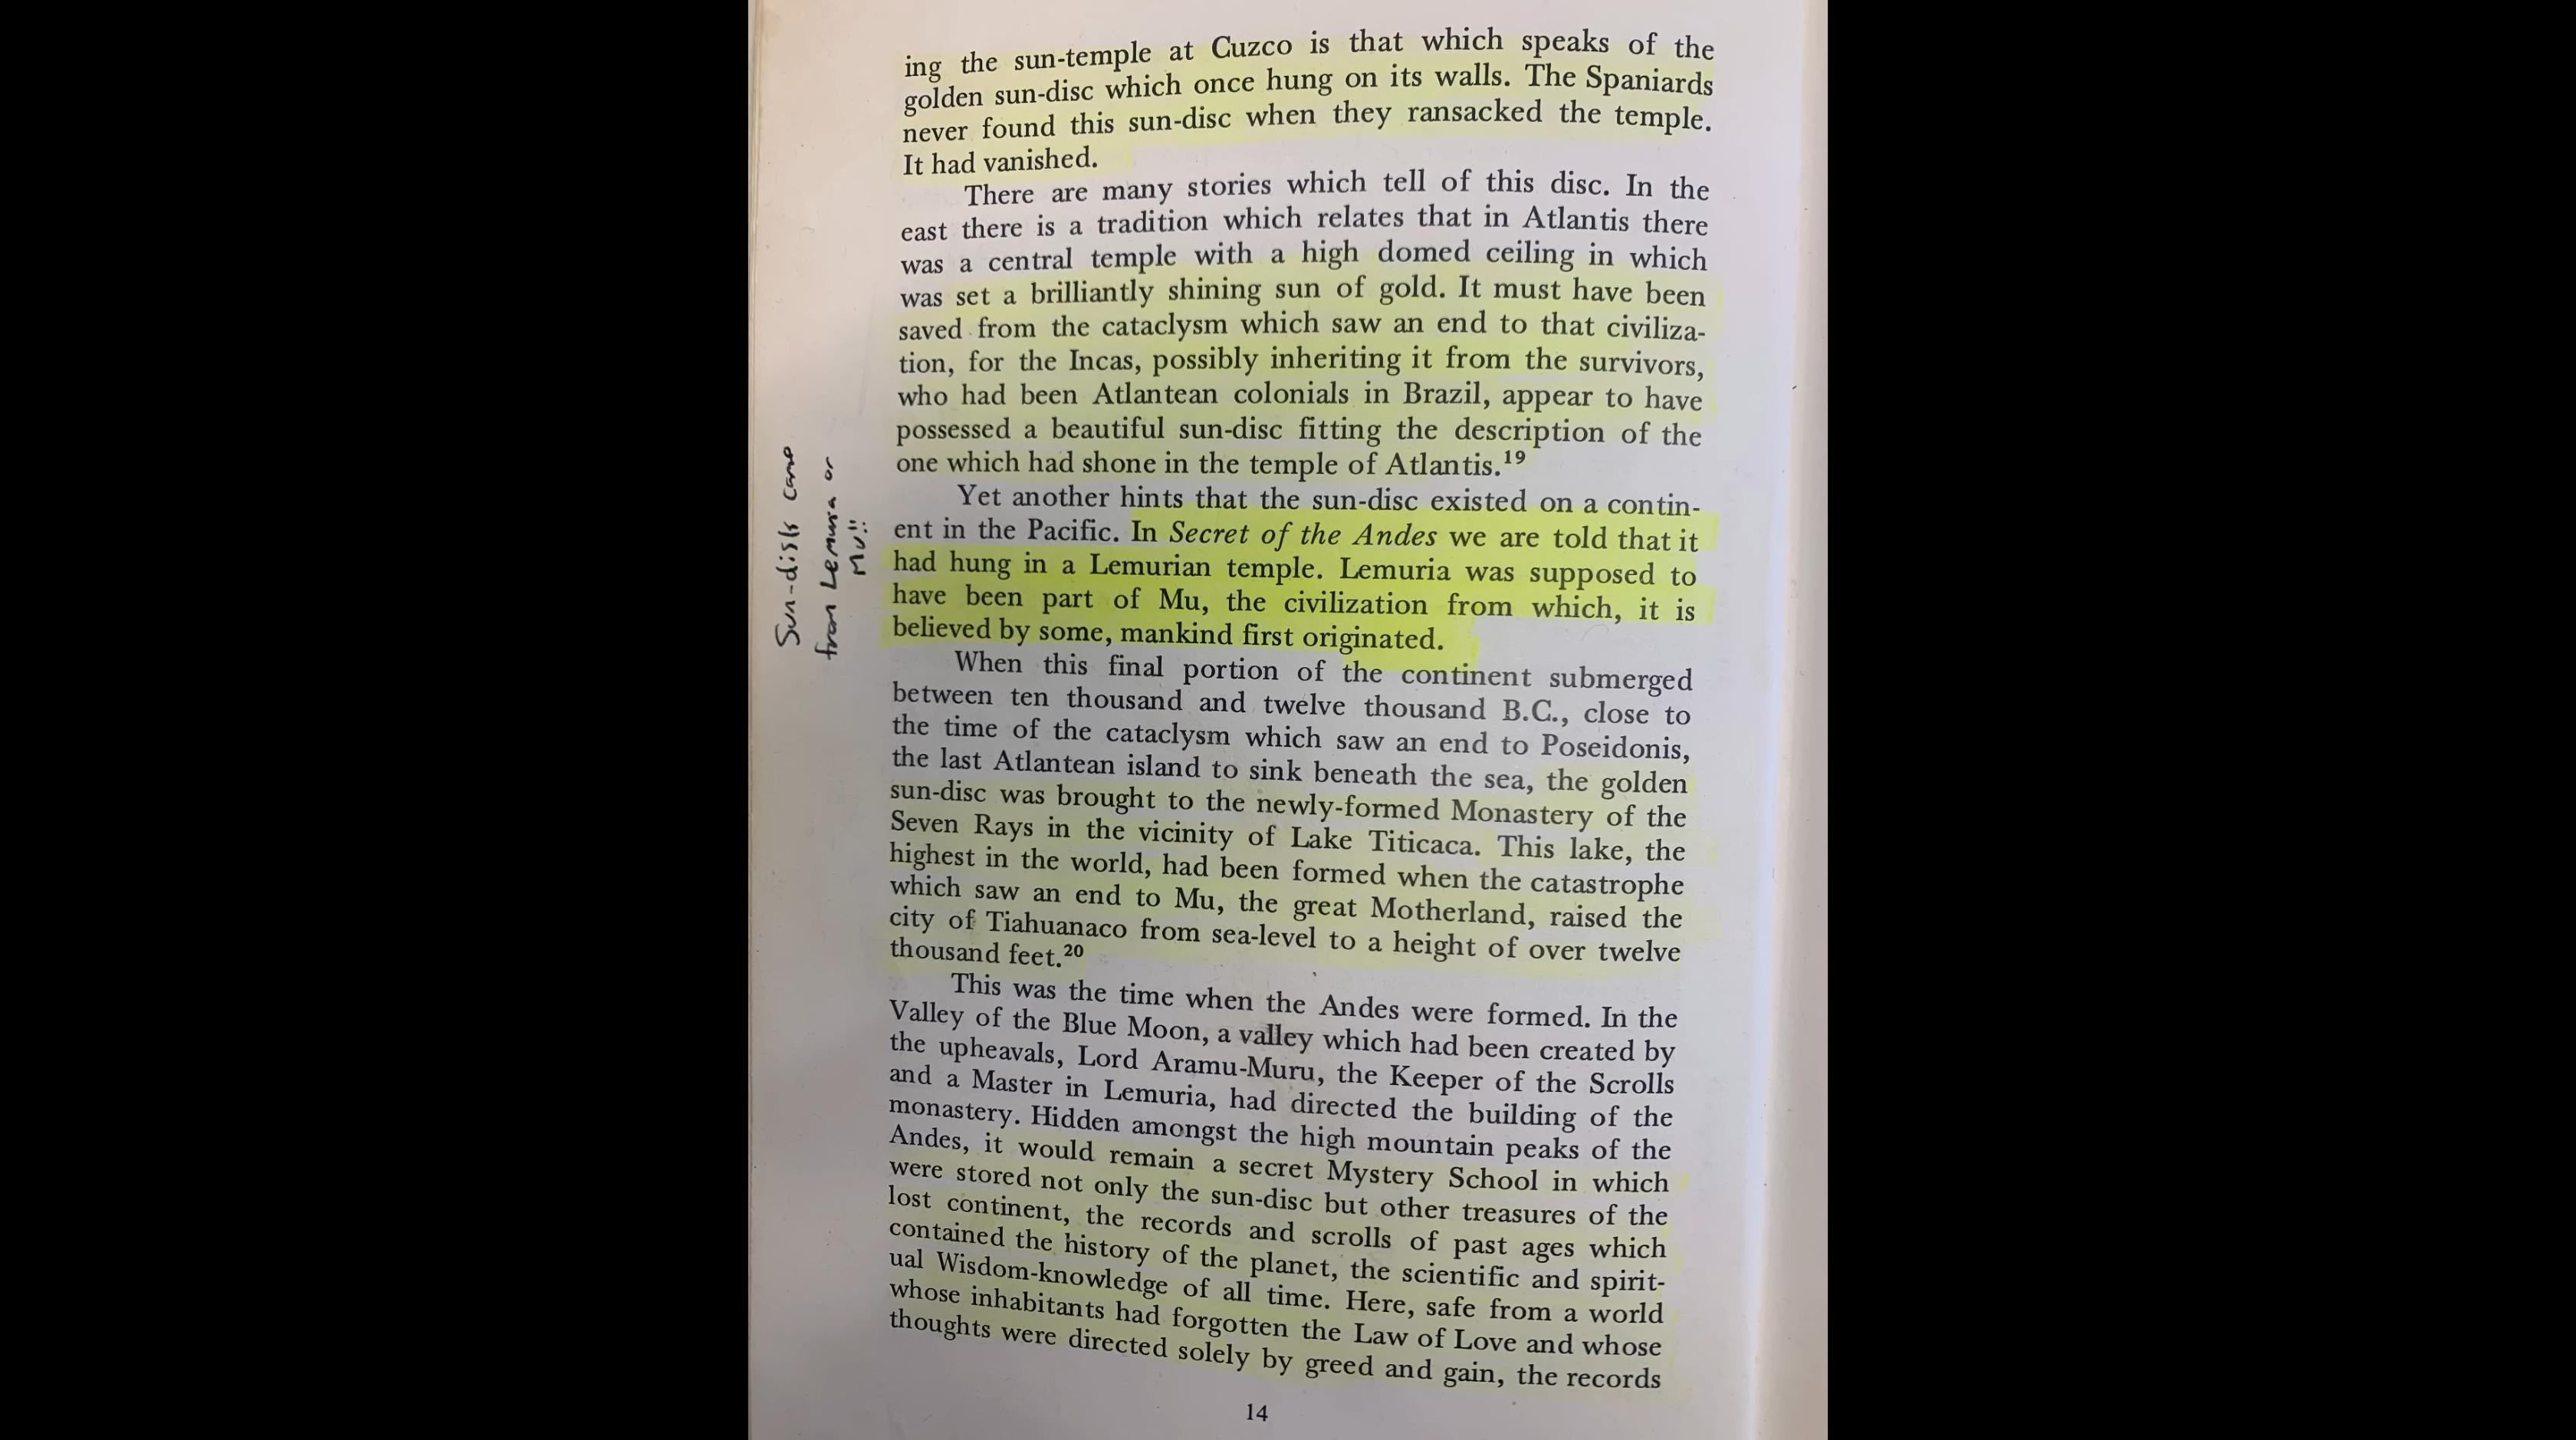 ing the sun-temple at Cuzco is that which speaks of the
golden sun-disc which once hung on its walls. The Spaniards
never found this sun-disc when they ransacked the temple.
It had vanished.
There are many stories which tell of this disc. In the
east there is a tradition which relates that in Atlantis there
was a central temple with a high domed ceiling in which
was set a brilliantly shining sun of gold. It must have been
saved from the cataclysm which saw an end to that civiliza-
tion, for the Incas, possibly inheriting it from the survivors,
who had been Atlantean colonials in Brazil, appear to have
possessed a beautiful sun-disc fitting the description of the
one which had shone in the temple of Atlantis.19
Yet another hints that the sun-disc existed on a contin-
ent in the Pacific. In Secret of the Andes we are told that it
had hung in a Lemurian temple. Lemuria was supposed to
have been part of Mu, the civilization from which, it is
believed by some, mankind first originated.
When this final portion of the continent submerged
between ten thousand and twelve thousand B.C., close to
the time of the cataclysm which saw an end to Poseidonis,
the last Atlantean island to sink beneath the sea, the golden
sun-disc was brought to the newly-formed Monastery of the
Seven Rays in the vicinity of Lake Titicaca. This lake, the
highest in the world, had been formed when the catastrophe
which saw an end to Mu, the great Motherland, raised the
city of Tiahuanaco from sea-level to a height of over twelve
thousand feet.20
This was the time when the Andes were formed. In the
Valley of the Blue Moon, a valley which had been created by
the upheavals, Lord Aramu-Muru, the Keeper of the Scrolls
and a Master in Lemuria, had directed the building of the
monastery. Hidden amongst the high mountain peaks of the
Andes, it would remain a secret Mystery School in which
were stored not only the sun-disc but other treasures of the
lost continent, the records and scrolls of past ages which
contained the history of the planet, the scientific and spirit-
ual Wisdom-knowledge of all time. Here, safe from a world
whose inhabitants had forgotten the Law of Love and whose
thoughts were directed solely by greed and gain, the records
14
Sun-disk came
from Lemuria or
Mu!!